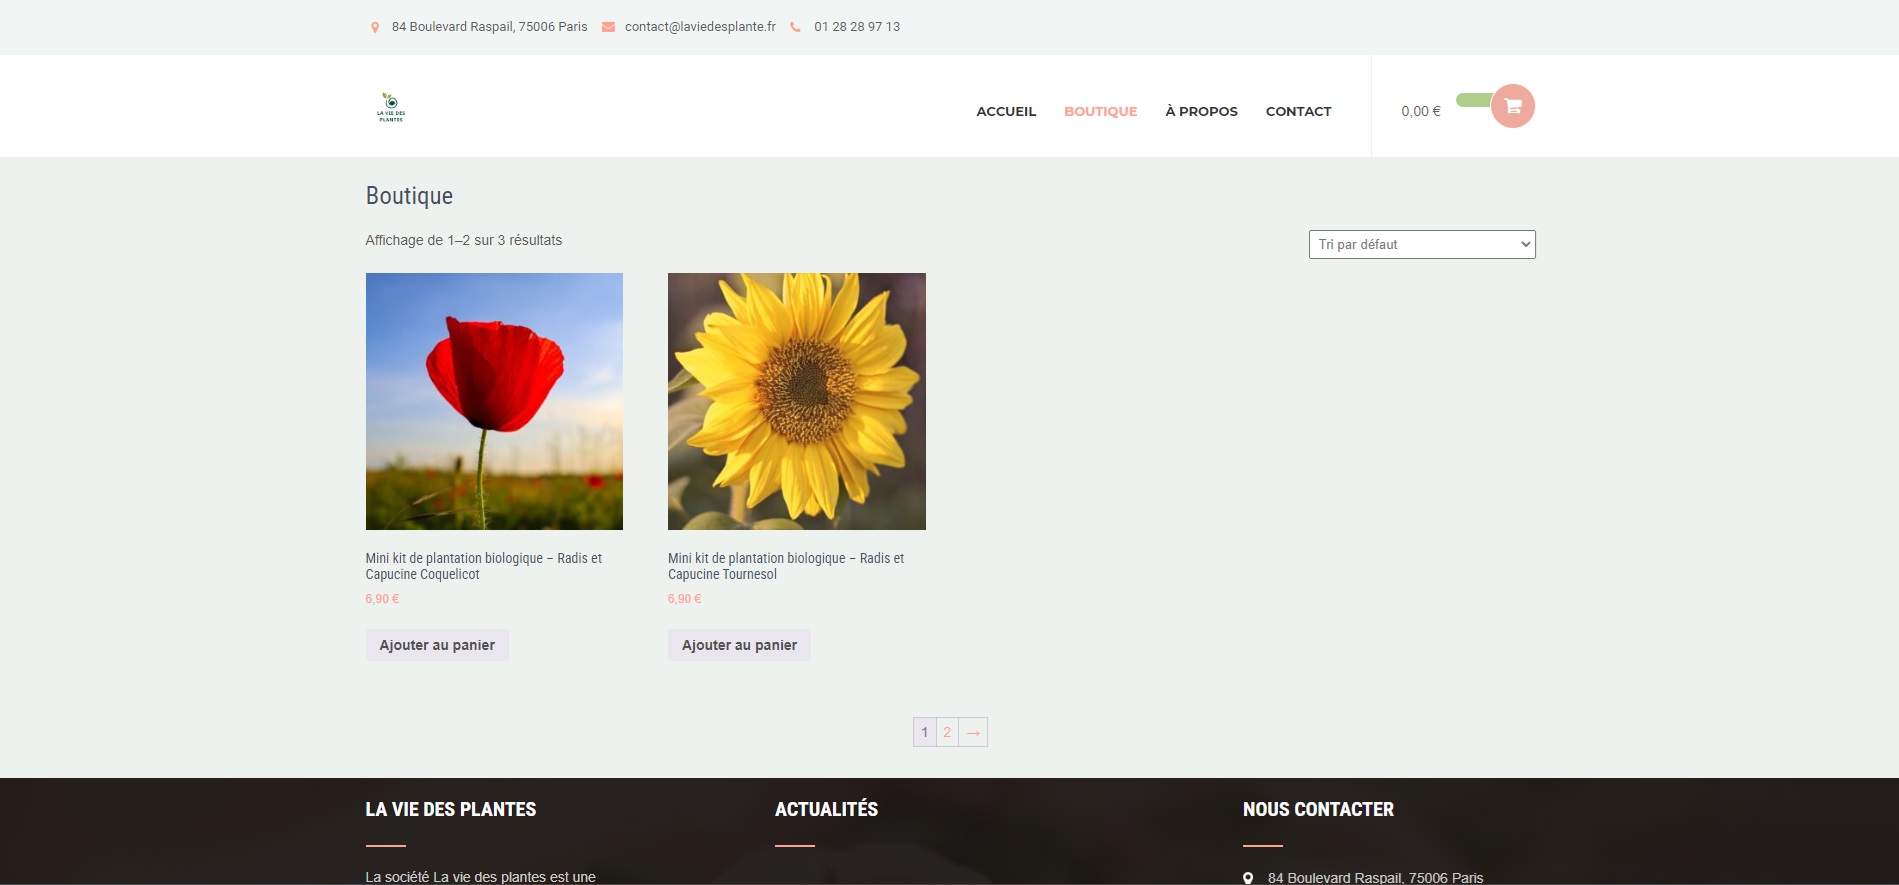 84 Boulevard Raspail, 75006 Paris contact@laviedesplante.fr 01 28 28 97 13
LA VIE DES
PLANTES
ACCUEIL BOUTIQUE À PROPOS CONTACT 0,00 €
Boutique
Affichage de 1–2 sur 3 résultats
Tri par défaut
Mini kit de plantation biologique – Radis et
Capucine Coquelicot
6,90 €
Ajouter au panier
Mini kit de plantation biologique – Radis et
Capucine Tournesol
6,90 €
Ajouter au panier
1 2 →
LA VIE DES PLANTES
La société La vie des plantes est une
ACTUALITÉS
NOUS CONTACTER
84 Boulevard Raspail, 75006 Paris